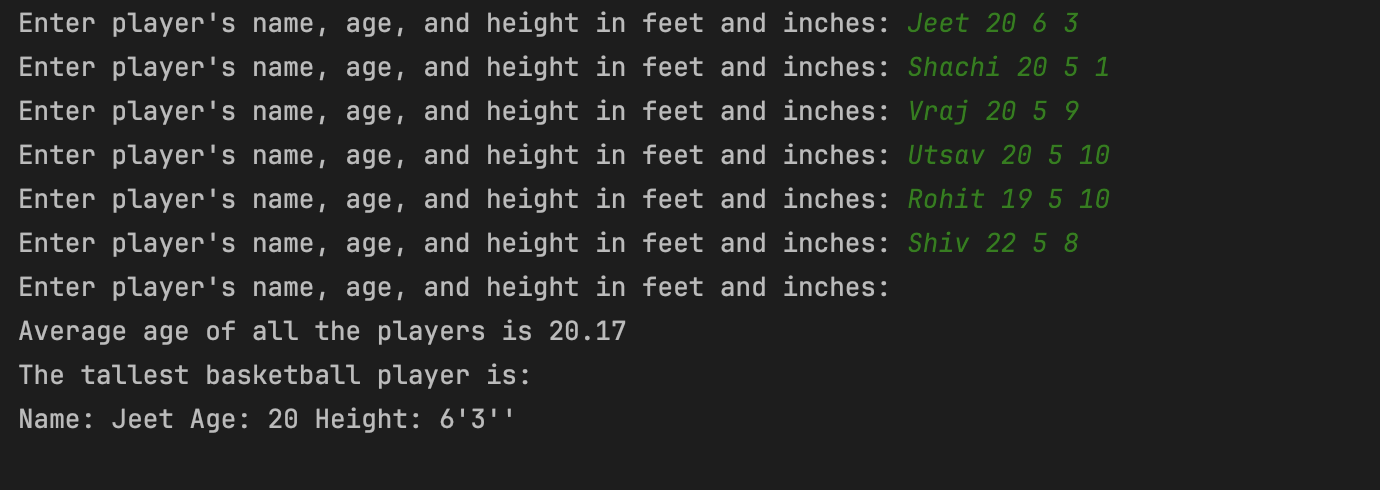 Enter player's name, age, and height in feet and inches: Jeet 20 6 3
Enter player's name, age, and height in feet and inches: Shachi 20 5 1
Enter player's name, age, and height in feet and inches: Vraj 20 5 9
Enter player's name, age, and height in feet and inches: Utsav 20 5 10
Enter player's name, age, and height in feet and inches: Rohit 19 5 10
Enter player's name, age, and height in feet and inches: Shiv 22 5 8
Enter player's name, age, and height in feet and inches:
Average age of all the players is 20.17
The tallest basketball player is:
Name: Jeet Age: 20 Height: 6'3''